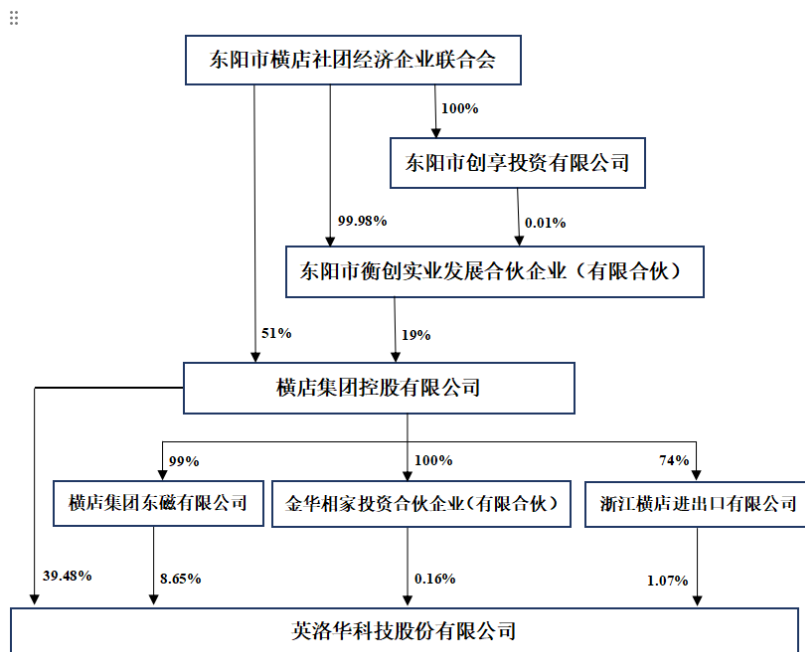 东阳市横店社团经济企业联合会
100%
东阳市创享投资有限公司
99.98%
0.01%
东阳市衡创实业发展合伙企业（有限合伙）
51%
19%
横店集团控股有限公司
99%
100%
74%
横店集团东磁有限公司
金华相家投资合伙企业（有限合伙）
浙江横店进出口有限公司
39.48%
8.65%
0.16%
1.07%
英洛华科技股份有限公司